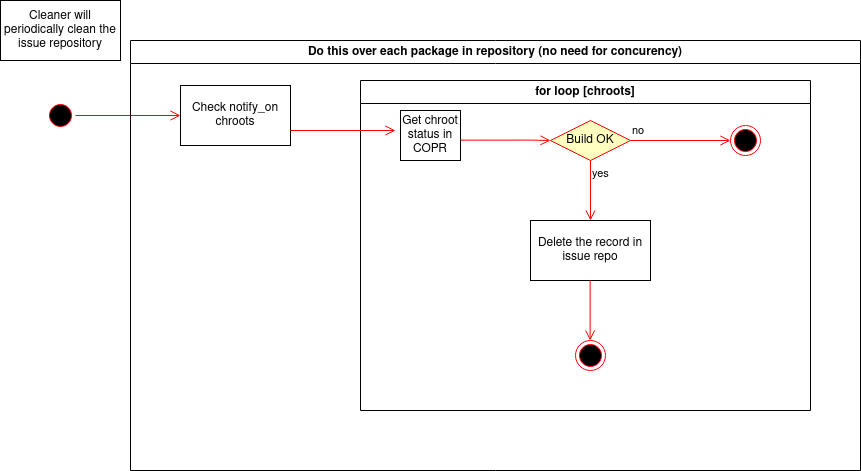 Cleaner will
periodically clean the
issue repository
Do this over each package in repository (no need for concurency)
Check notify_on
chroots
for loop [chroots]
Get chroot
status in
COPR
Build OK
no
yes
Delete the record in
issue repo